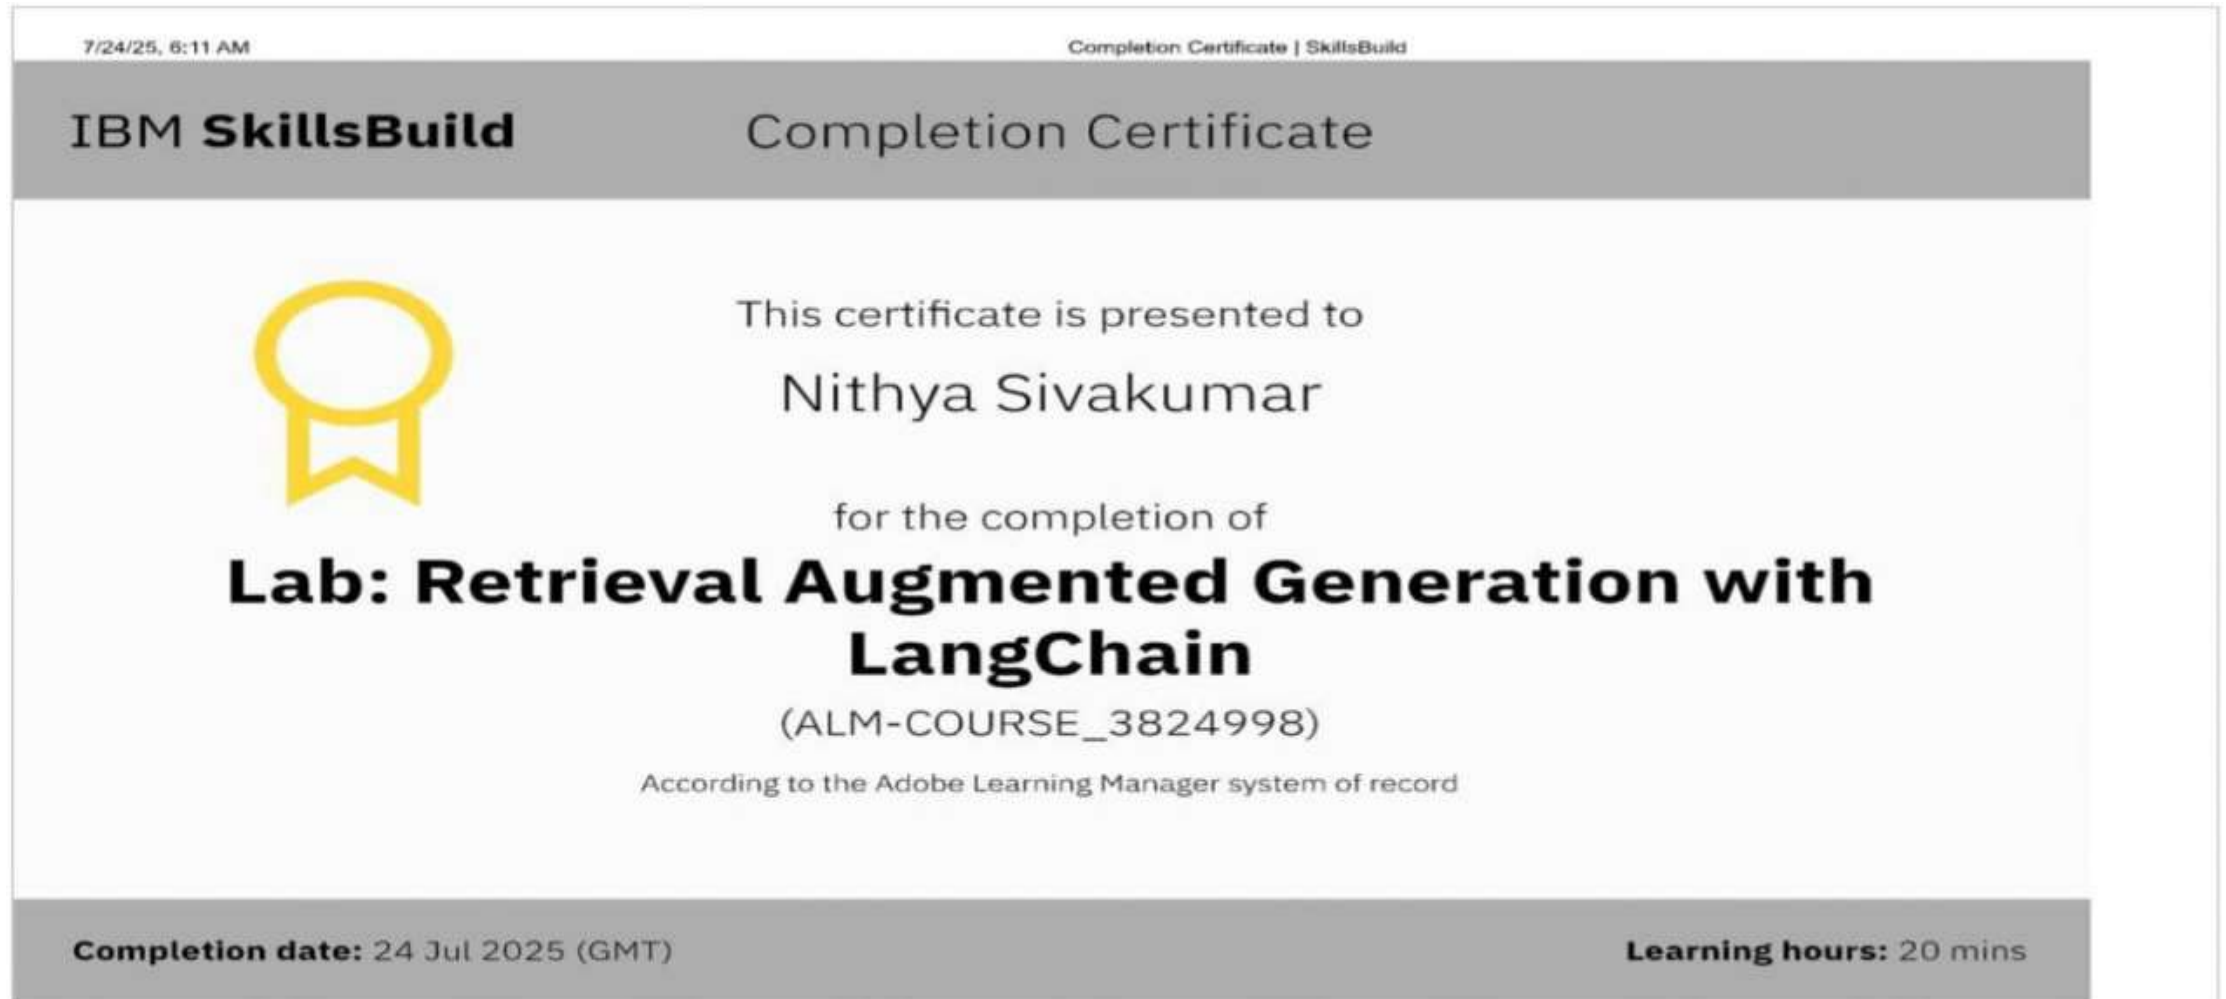 7/24/25, 6:11 AM
Completion Certificate | SkillsBuild
IBM SkillsBuild
Completion Certificate
This certificate is presented to
Nithya Sivakumar
for the completion of
Lab: Retrieval Augmented Generation with
LangChain
(ALM-COURSE_3824998)
According to the Adobe Learning Manager system of record
Completion date: 24 Jul 2025 (GMT)
Learning hours: 20 mins